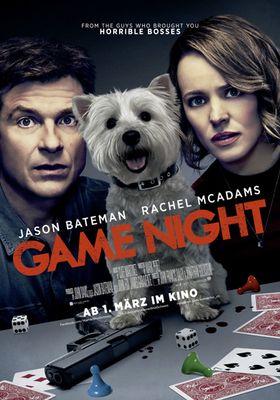 FROM THE GUYS WHO BROUGHT YOU
HORRIBLE BOSSES
JASON BATEMAN RACHEL MCADAMS
GAME NIGHT
AB 1. MÄRZ IM KINO